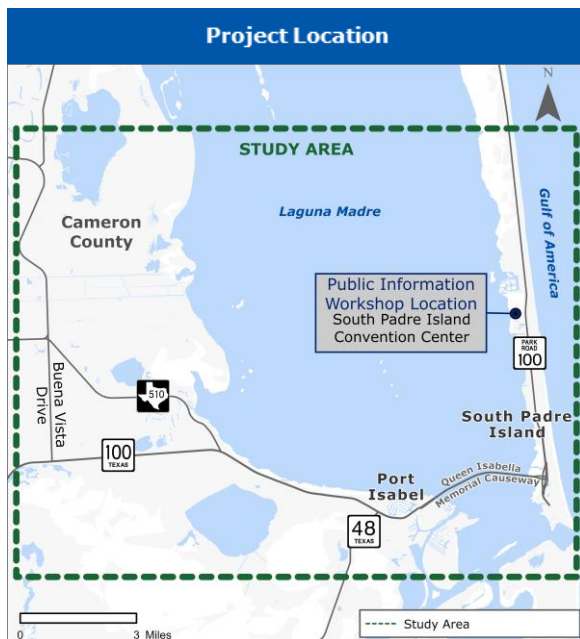 Project Location
N
STUDY AREA
Cameron
County
Laguna Madre
Gulf of America
Public Information
Workshop Location
South Padre Island
Convention Center
PARK
ROAD
100
510
Buena Vista
Drive
South Padre
Island
100
TEXAS
Port
Isabel
Queen Isabella
Memorial Causeway
48
TEXAS
0 3 Miles
Study Area